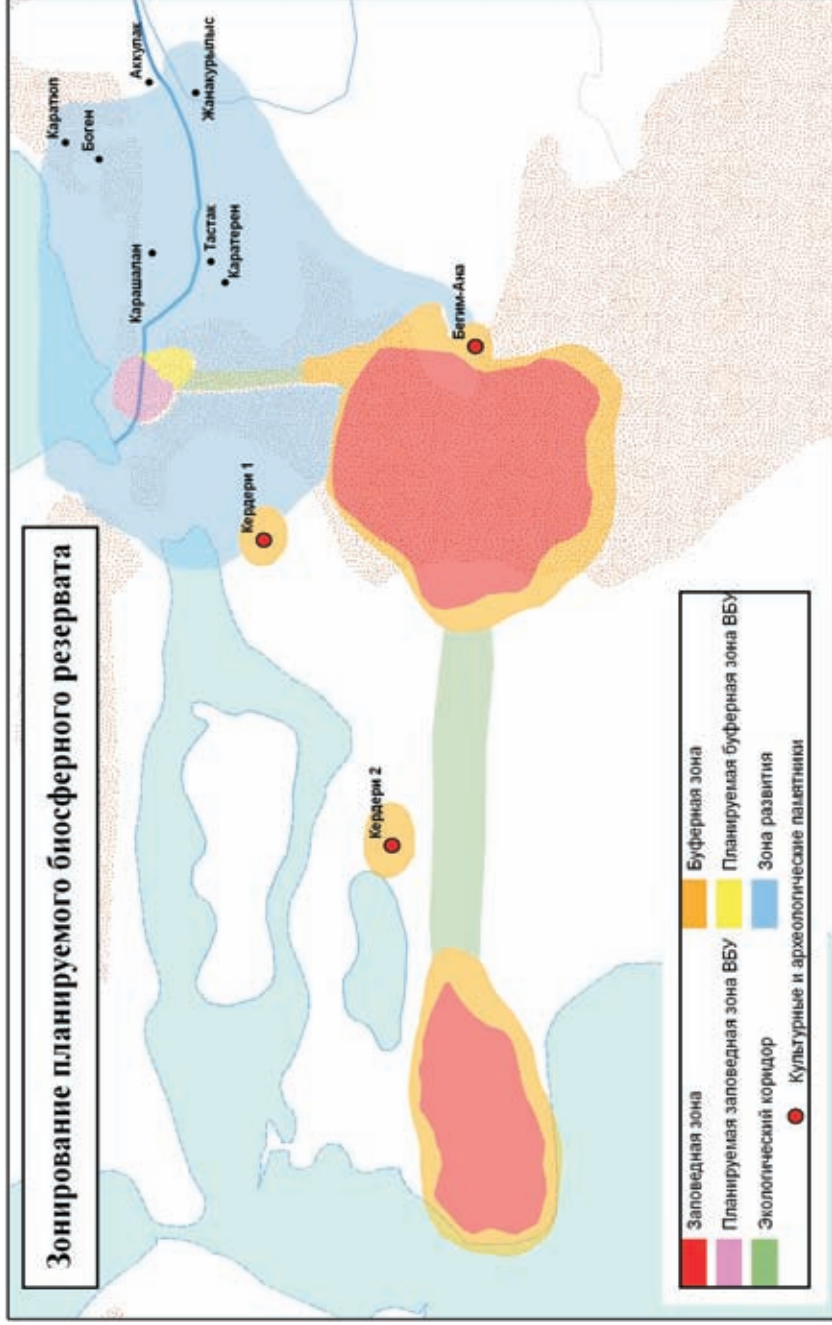 Зонирование планируемого биосферного резервата
Каратюп
Боген
Аккулак
Жанакурылыс
Карашалан
Тастак
Каратерен
Бегим-Ана
Кердери 1
Кердери 2
Заповедная зона
Буферная зона
Планируемая заповедная зона ВБУ
Планируемая буферная зона ВБУ
Экологический коридор
Зона развития
Культурные и археологические памятники